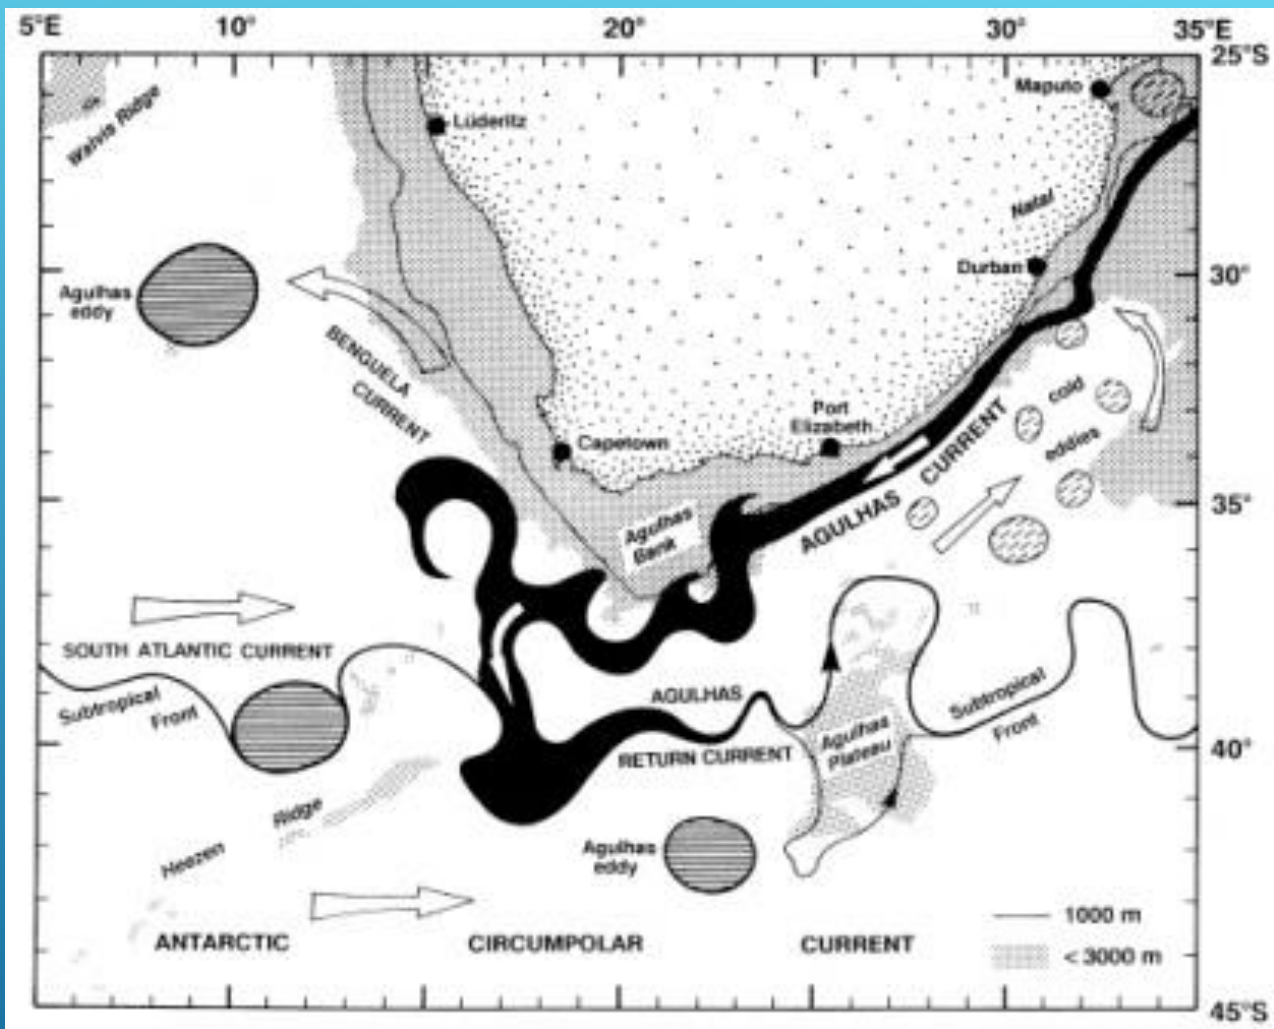 5°E 10° 20° 30° 35°E
25°S
Maputo
Walvis Ridge
Lüderitz
Natal
Durban
30°
Agulhas
eddy
BENGUELA
CURRENT
cold
eddies
Port
Elizabeth
Capetown
AGULHAS CURRENT
35°
Agulhas
Bank
SOUTH ATLANTIC CURRENT
Subtropical
Front
AGULHAS
RETURN CURRENT
Agulhas
Plateau
Subtropical
Front
40°
Heezen Ridge
Agulhas
eddy
1000 m
< 3000 m
ANTARCTIC CIRCUMPOLAR CURRENT
45°S